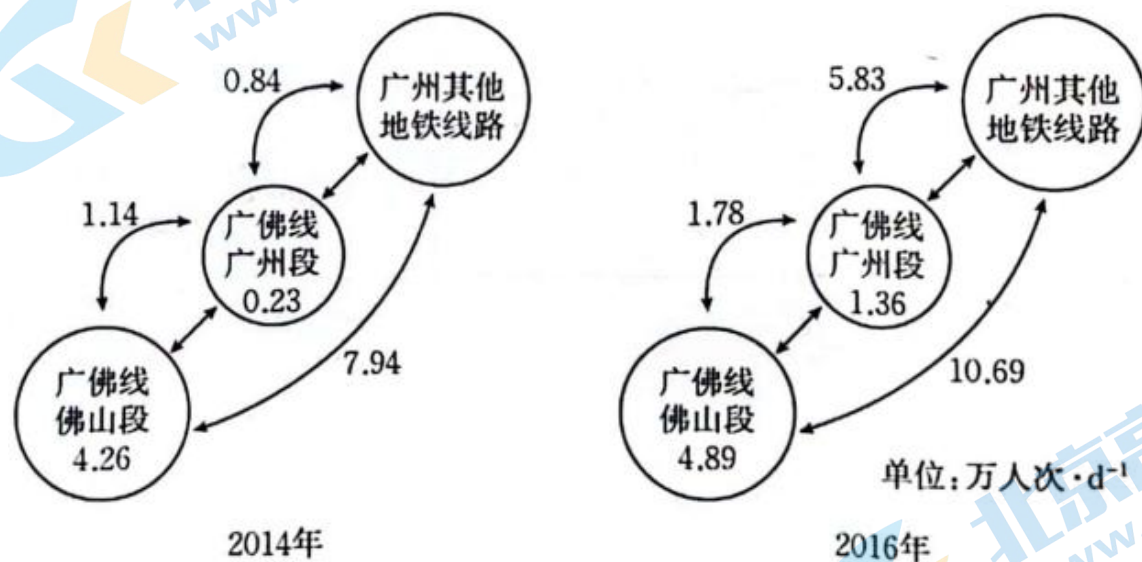 0.84
广州其他
地铁线路
1.14
广佛线
广州段
0.23
7.94
广佛线
佛山段
4.26
2014年
5.83
广州其他
地铁线路
1.78
广佛线
广州段
1.36
10.69
广佛线
佛山段
4.89
单位:万人次·d⁻¹
2016年